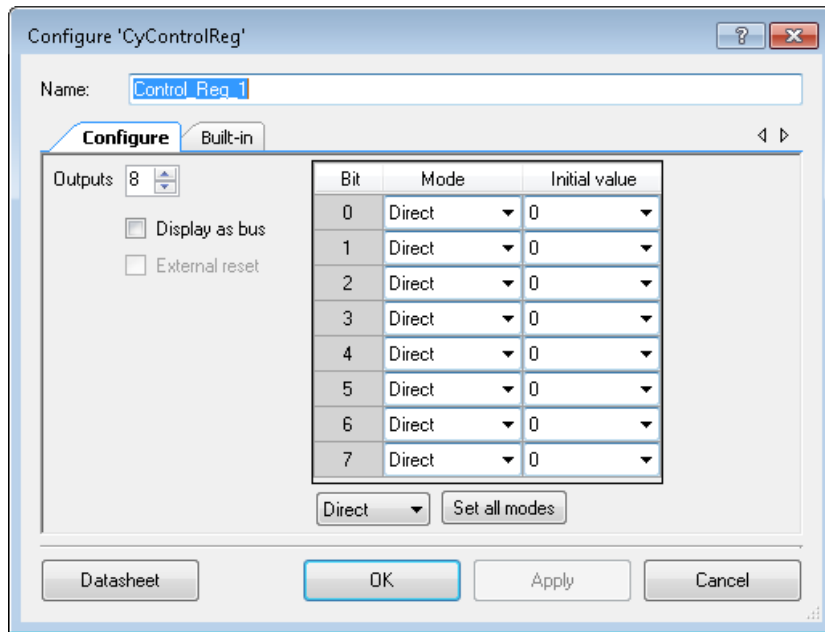 Configure 'CyControlReg'
Name: Control_Reg_1
Configure Built-in
Outputs 8
Display as bus
External reset
Bit Mode Initial value
0 Direct 0
1 Direct 0
2 Direct 0
3 Direct 0
4 Direct 0
5 Direct 0
6 Direct 0
7 Direct 0
Direct Set all modes
Datasheet OK Apply Cancel